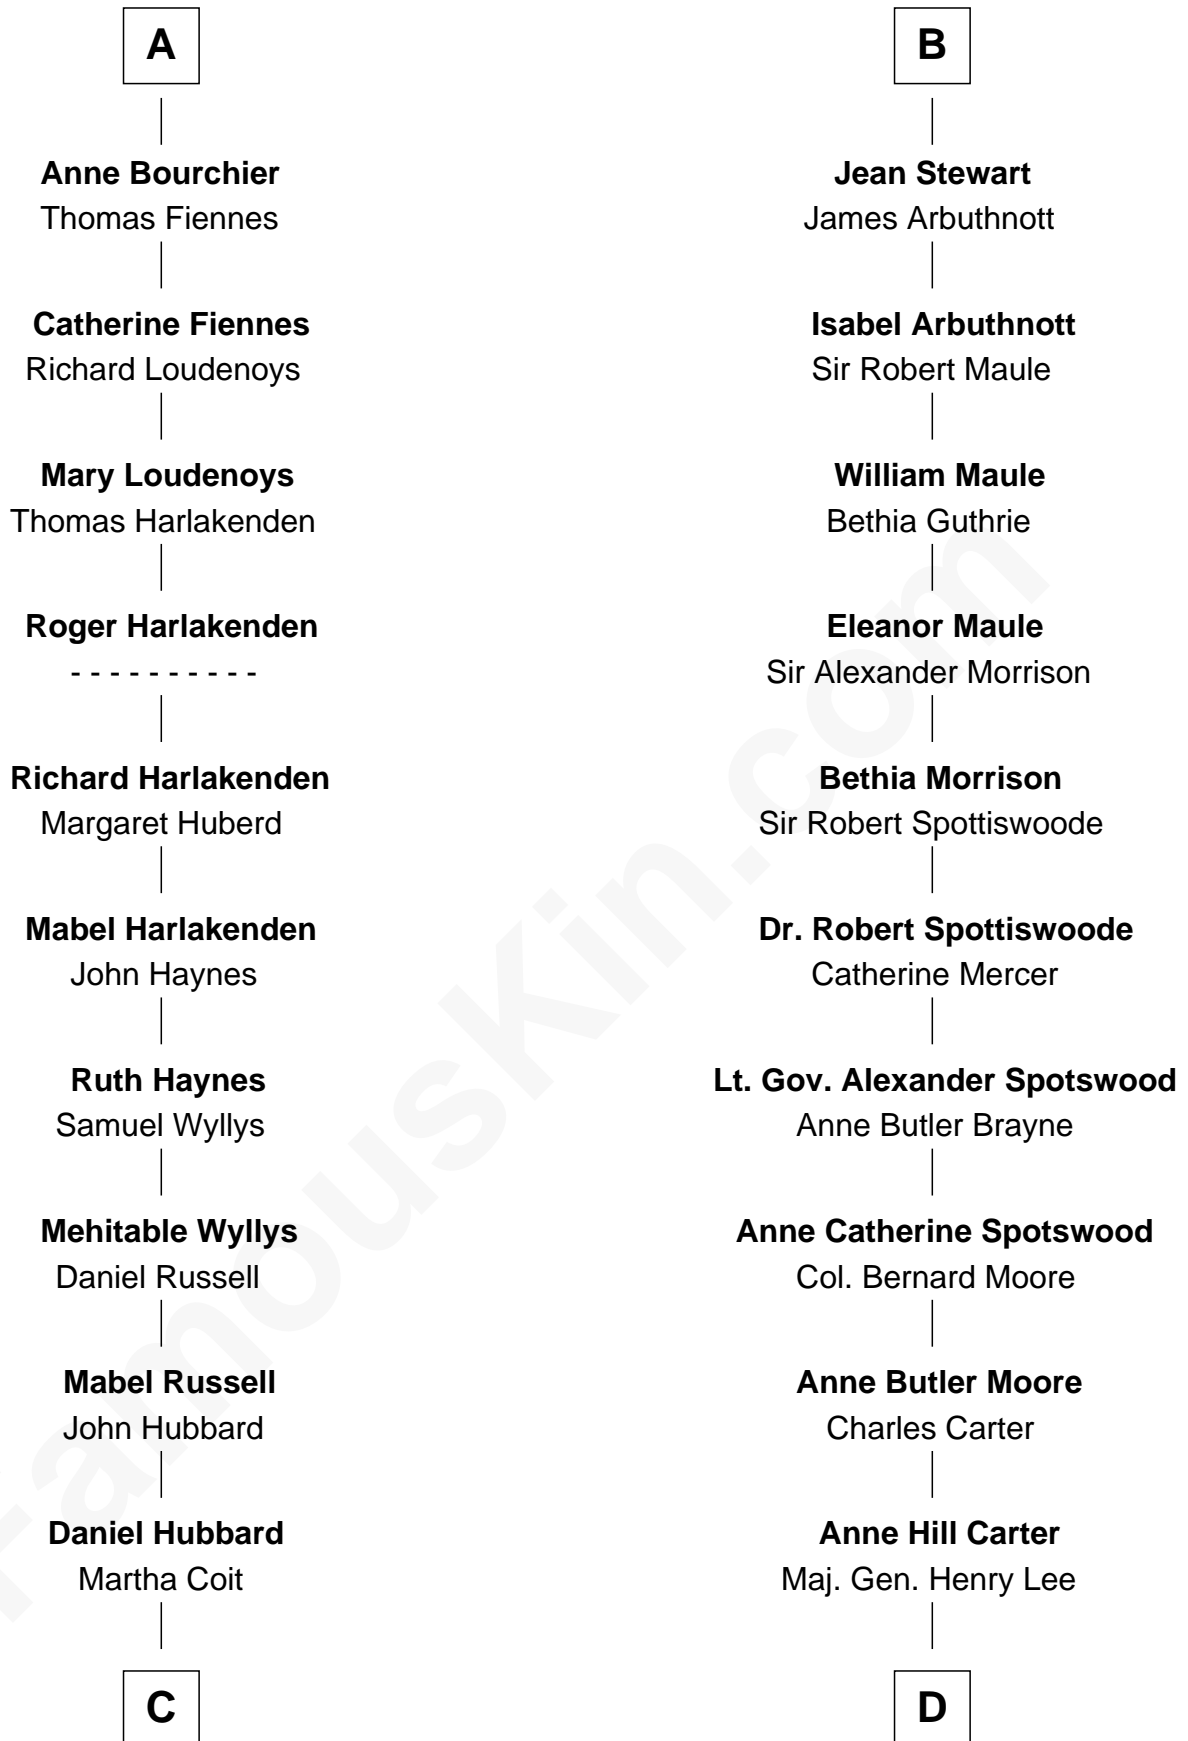 A
Anne Bourchier
Thomas Fiennes
Catherine Fiennes
Richard Loudenoys
Mary Loudenoys
Thomas Harlakenden
Roger Harlakenden
- - - - - - - - - -
Richard Harlakenden
Margaret Huberd
Mabel Harlakenden
John Haynes
Ruth Haynes
Samuel Wyllys
Mehitable Wyllys
Daniel Russell
Mabel Russell
John Hubbard
Daniel Hubbard
Martha Coit
C
B
Jean Stewart
James Arbuthnott
Isabel Arbuthnott
Sir Robert Maule
William Maule
Bethia Guthrie
Eleanor Maule
Sir Alexander Morrison
Bethia Morrison
Sir Robert Spottiswoode
Dr. Robert Spottiswoode
Catherine Mercer
Lt. Gov. Alexander Spotswood
Anne Butler Brayne
Anne Catherine Spotswood
Col. Bernard Moore
Anne Butler Moore
Charles Carter
Anne Hill Carter
Maj. Gen. Henry Lee
D
FamousKin.com